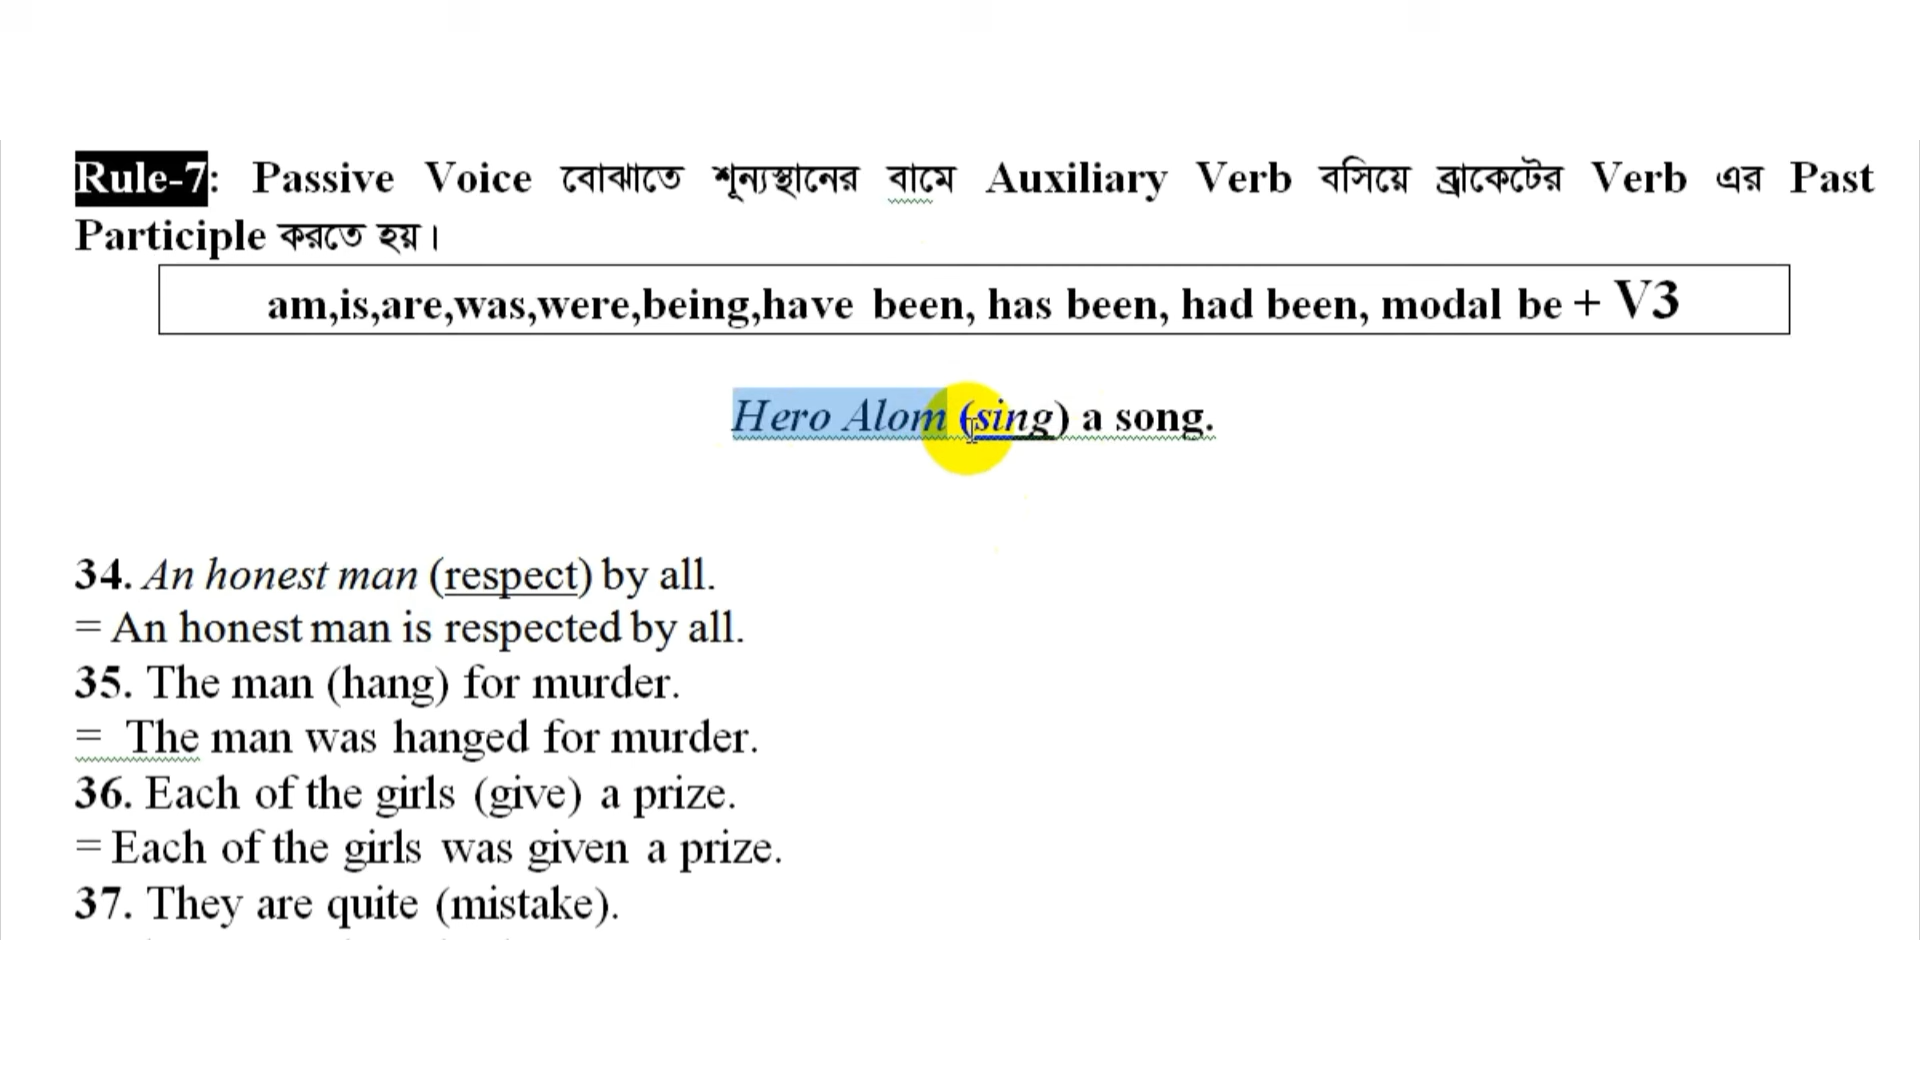 Rule-7: Passive Voice বোঝাতে শূন্যস্থানের বামে Auxiliary Verb বসিয়ে ব্রাকেটের Verb এর Past
Participle করতে হয়।
am,is,are,was,were,being,have been, has been, had been, modal be + V3
Hero Alom (sing) a song.
34. An honest man (respect) by all.
= An honest man is respected by all.
35. The man (hang) for murder.
= The man was hanged for murder.
36. Each of the girls (give) a prize.
= Each of the girls was given a prize.
37. They are quite (mistake).